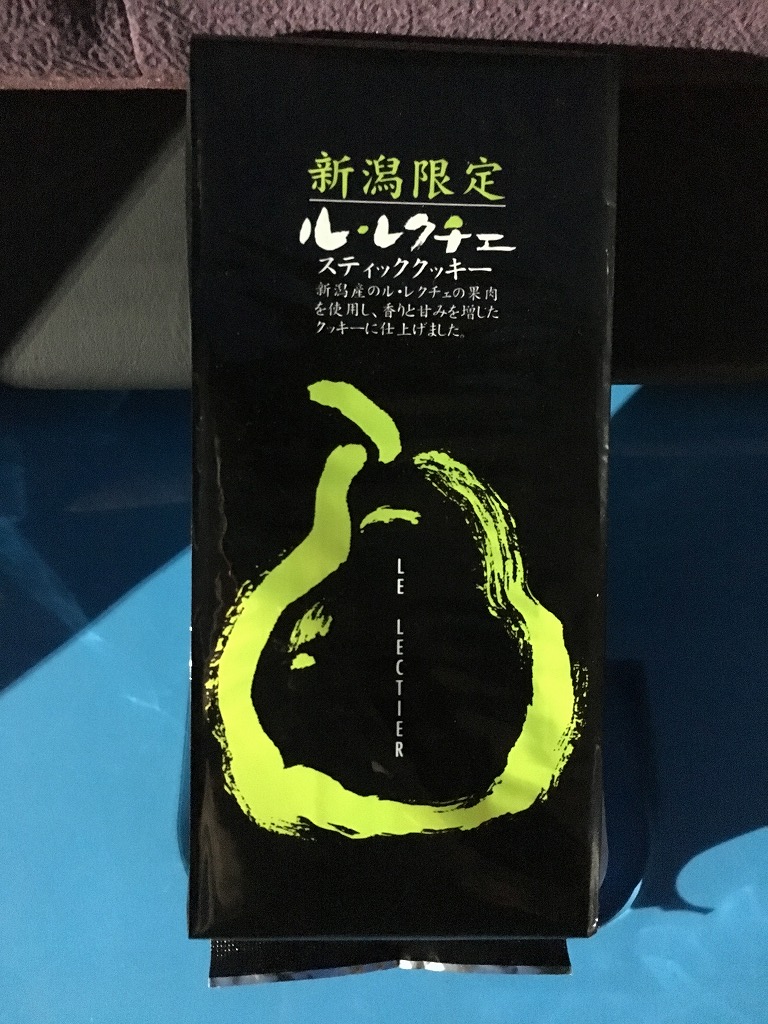 新潟限定
ル・レクチェ
スティッククッキー
新潟産のル・レクチェの果肉
を使用し、香りと甘みを増した
クッキーに仕上げました。
LE LECTIER